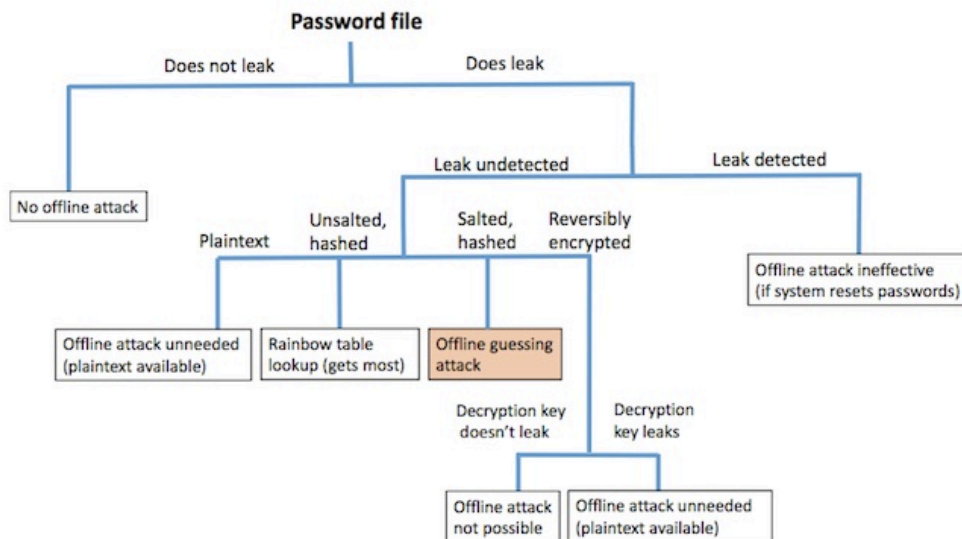 Password file
Does not leak
Does leak
Leak undetected
Leak detected
No offline attack
Plaintext
Unsalted,
hashed
Salted,
hashed
Reversibly
encrypted
Offline attack ineffective
(if system resets passwords)
Offline attack unneeded
(plaintext available)
Rainbow table
lookup (gets most)
Offline guessing
attack
Decryption key
doesn't leak
Decryption
key leaks
Offline attack
not possible
Offline attack unneeded
(plaintext available)